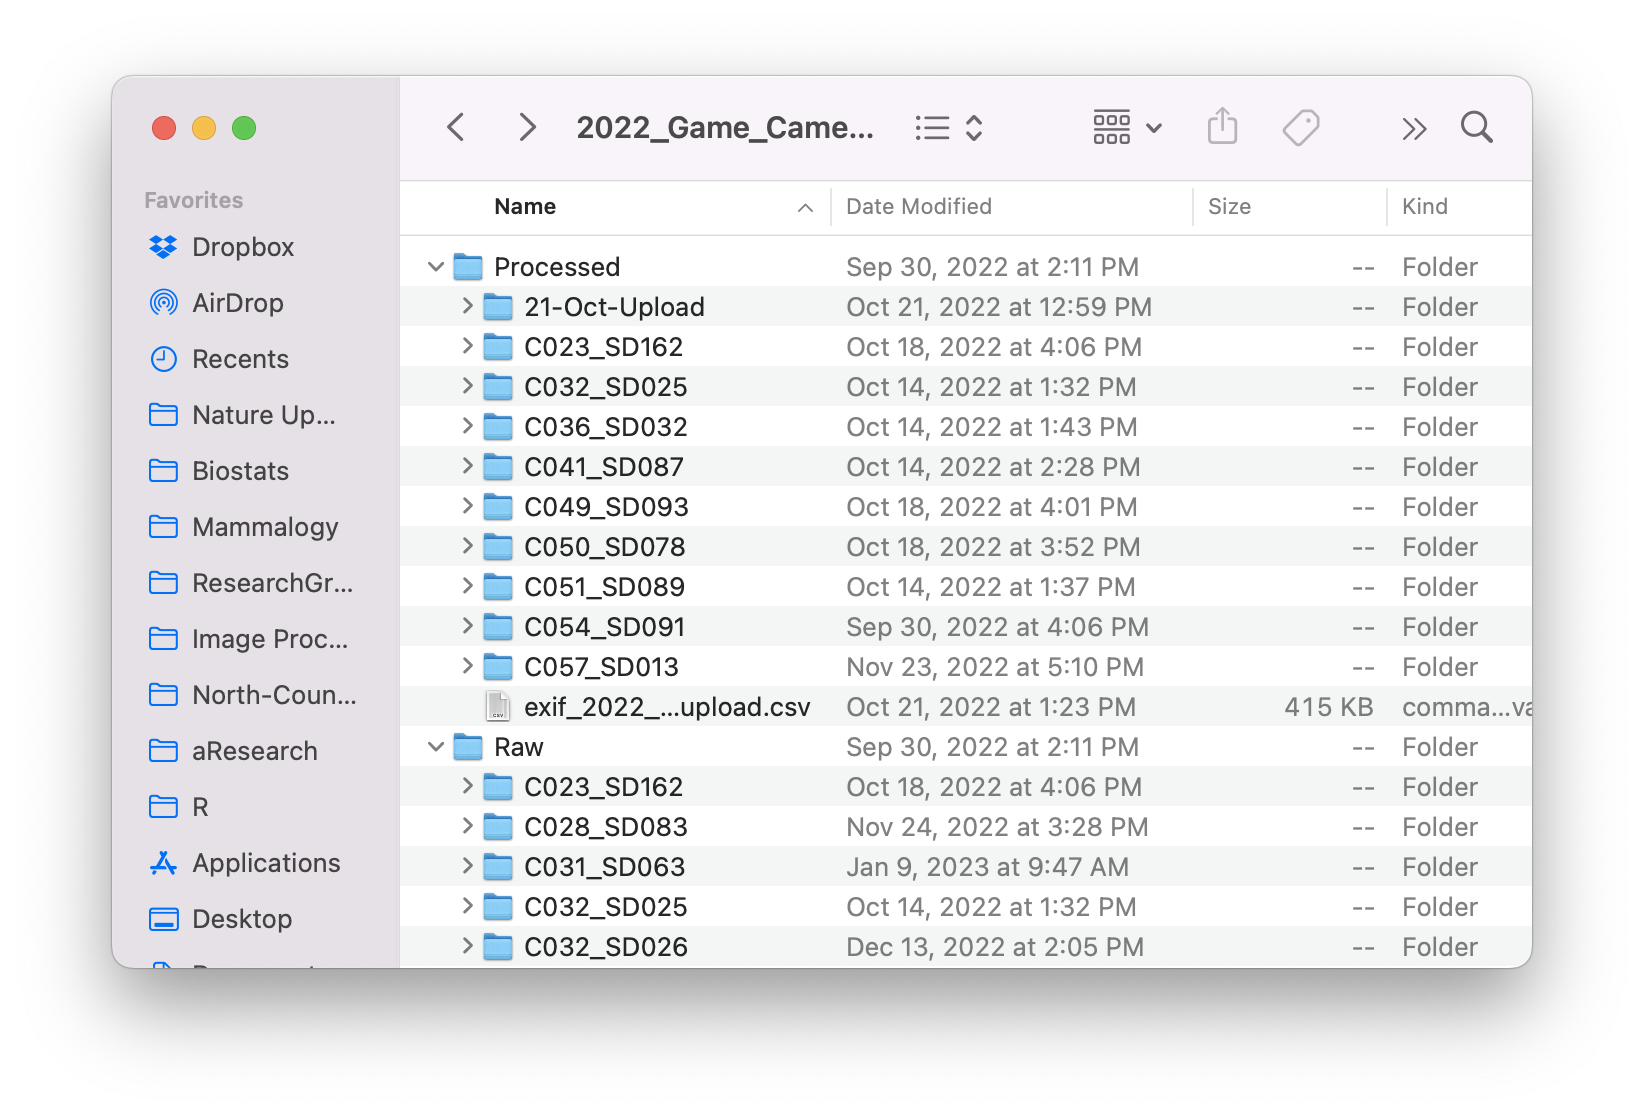 2022_Game_Came...
Favorites
Dropbox
AirDrop
Recents
Nature Up...
Biostats
Mammalogy
ResearchGr...
Image Proc...
North-Coun...
aResearch
R
Applications
Desktop
Name Date Modified Size Kind
Processed Sep 30, 2022 at 2:11 PM -- Folder
21-Oct-Upload Oct 21, 2022 at 12:59 PM -- Folder
C023_SD162 Oct 18, 2022 at 4:06 PM -- Folder
C032_SD025 Oct 14, 2022 at 1:32 PM -- Folder
C036_SD032 Oct 14, 2022 at 1:43 PM -- Folder
C041_SD087 Oct 14, 2022 at 2:28 PM -- Folder
C049_SD093 Oct 18, 2022 at 4:01 PM -- Folder
C050_SD078 Oct 18, 2022 at 3:52 PM -- Folder
C051_SD089 Oct 14, 2022 at 1:37 PM -- Folder
C054_SD091 Sep 30, 2022 at 4:06 PM -- Folder
C057_SD013 Nov 23, 2022 at 5:10 PM -- Folder
exif_2022_...upload.csv Oct 21, 2022 at 1:23 PM 415 KB comma...va
Raw Sep 30, 2022 at 2:11 PM -- Folder
C023_SD162 Oct 18, 2022 at 4:06 PM -- Folder
C028_SD083 Nov 24, 2022 at 3:28 PM -- Folder
C031_SD063 Jan 9, 2023 at 9:47 AM -- Folder
C032_SD025 Oct 14, 2022 at 1:32 PM -- Folder
C032_SD026 Dec 13, 2022 at 2:05 PM -- Folder